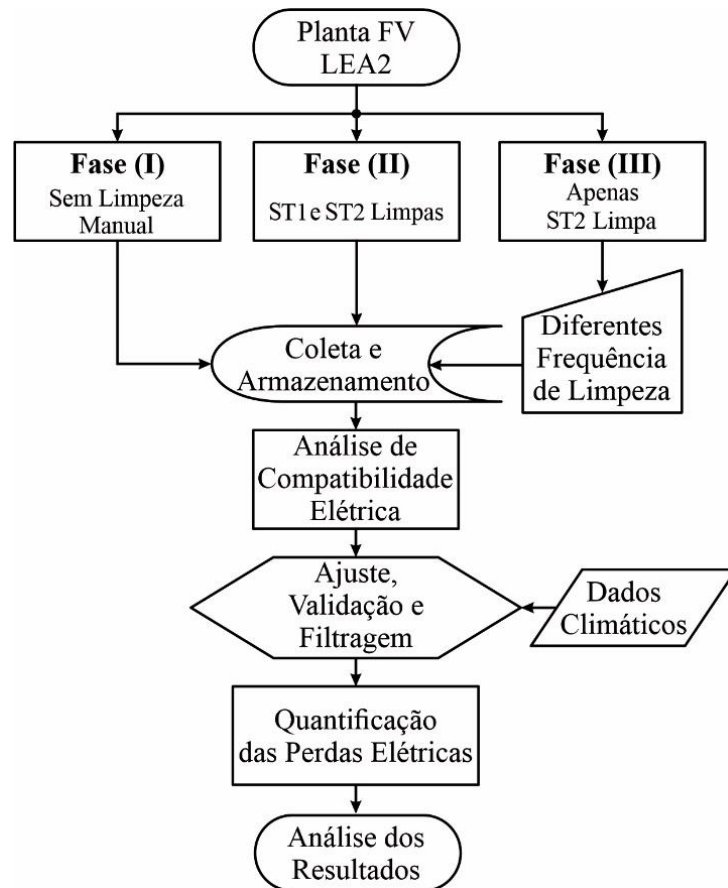 Planta FV
LEA2
Fase (I)
Sem Limpeza
Manual
Fase (II)
ST1 e ST2 Limpas
Fase (III)
Apenas
ST2 Limpa
Diferentes
Frequência
de Limpeza
Coleta e
Armazenamento
Análise de
Compatibilidade
Elétrica
Ajuste,
Validação e
Filtragem
Dados
Climáticos
Quantificação
das Perdas Elétricas
Análise dos
Resultados